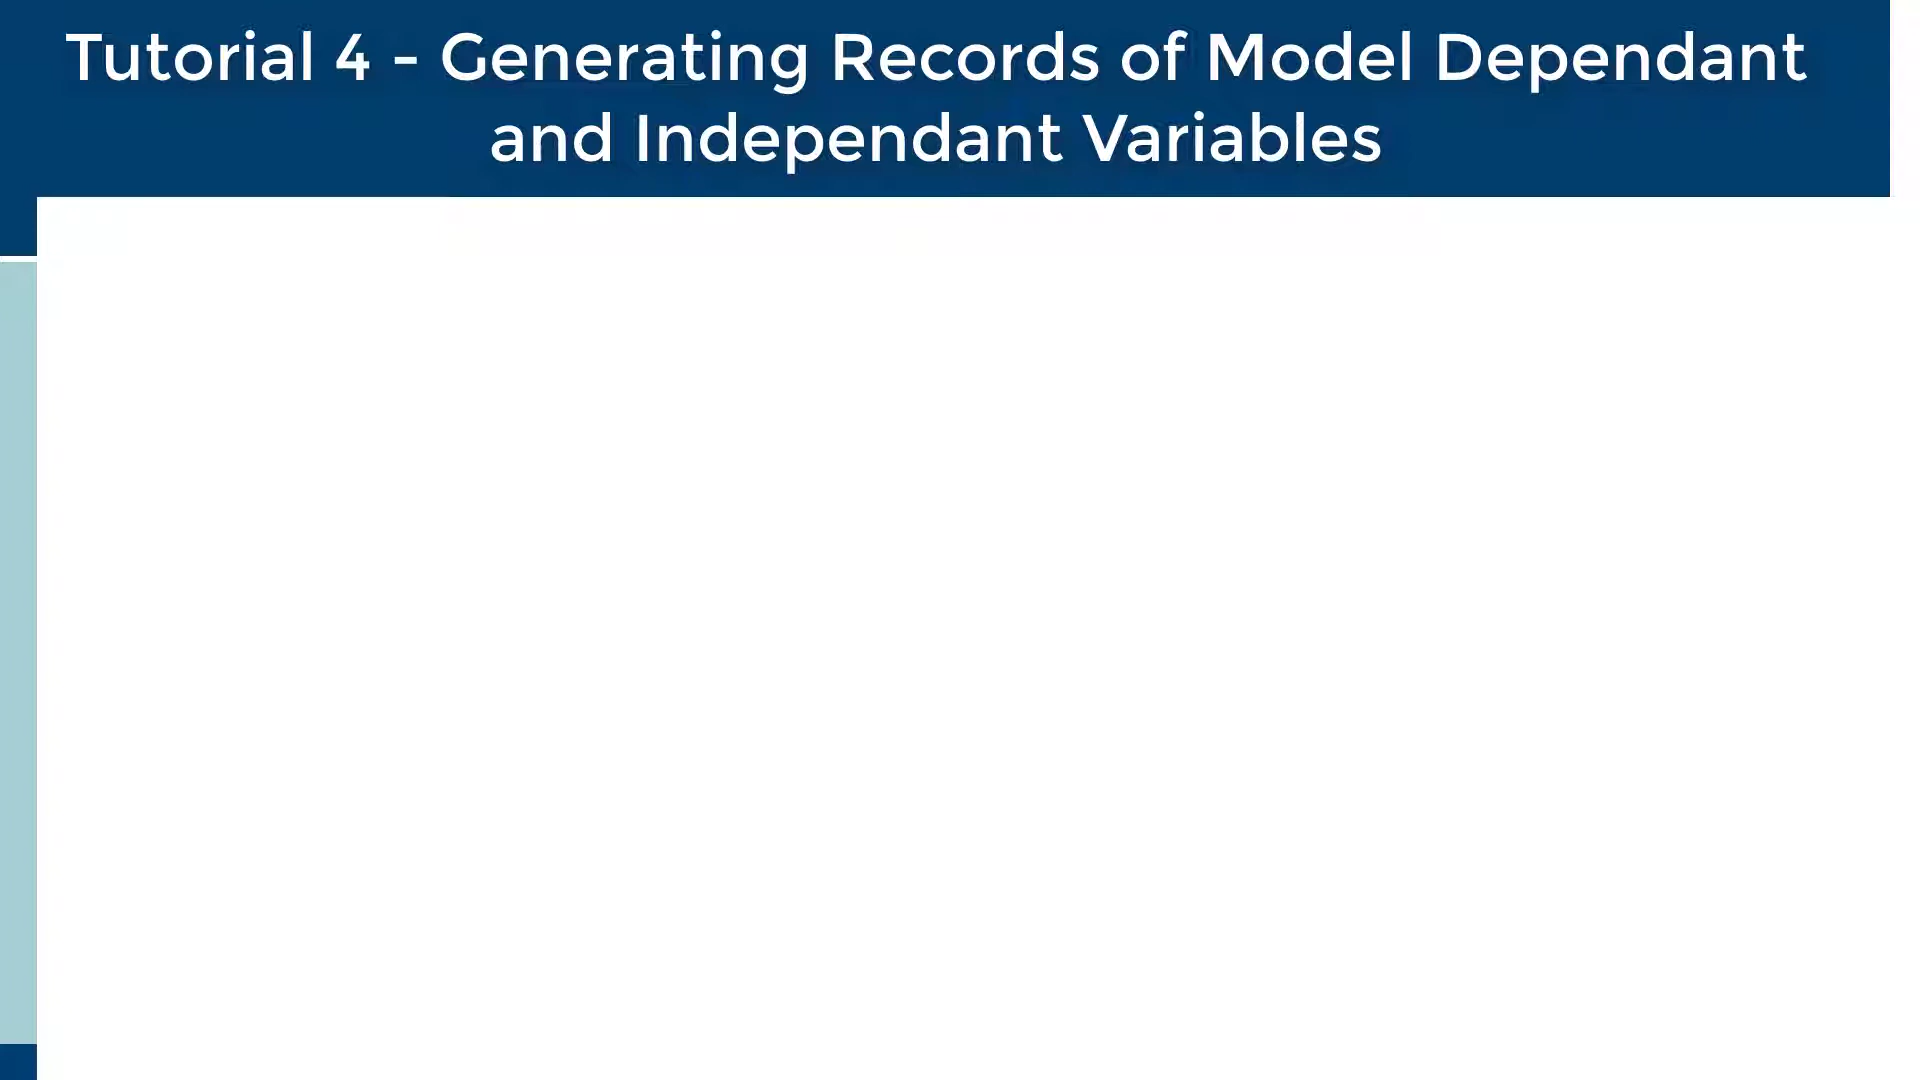 Tutorial 4 - Generating Records of Model Dependant
and Independant Variables